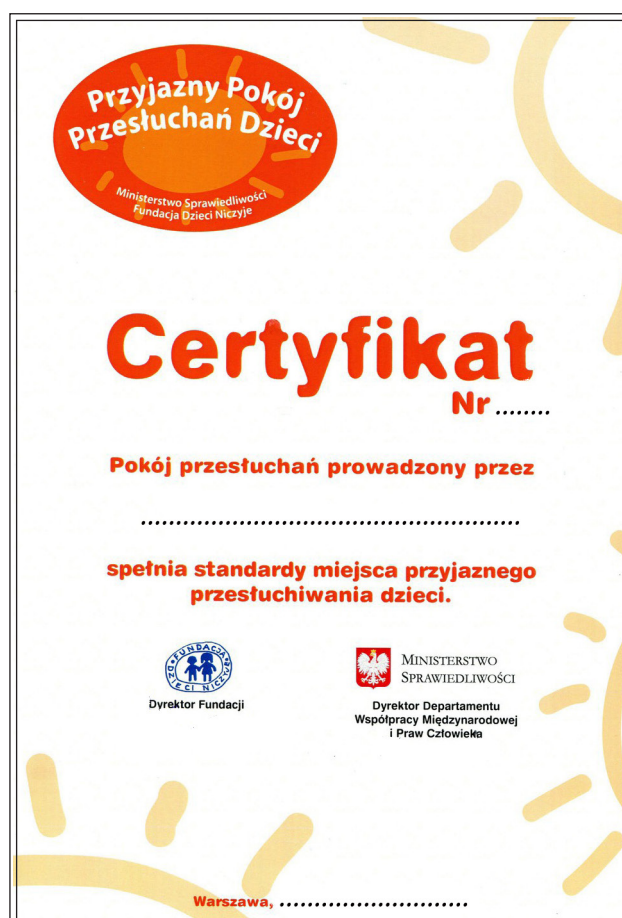 Przyjazny Pokój
Przesłuchań Dzieci
Ministerstwo Sprawiedliwości
Fundacja Dzieci Niczyje
Certyfikat
Nr ........
Pokój przesłuchań prowadzony przez
......................................................
spełnia standardy miejsca przyjaznego
przesłuchiwania dzieci.
FUNDACJA
DZIECI NICZYJE
Dyrektor Fundacji
MINISTERSTWO
SPRAWIEDLIWOŚCI
Dyrektor Departamentu
Współpracy Międzynarodowej
i Praw Człowieka
Warszawa, ...........................